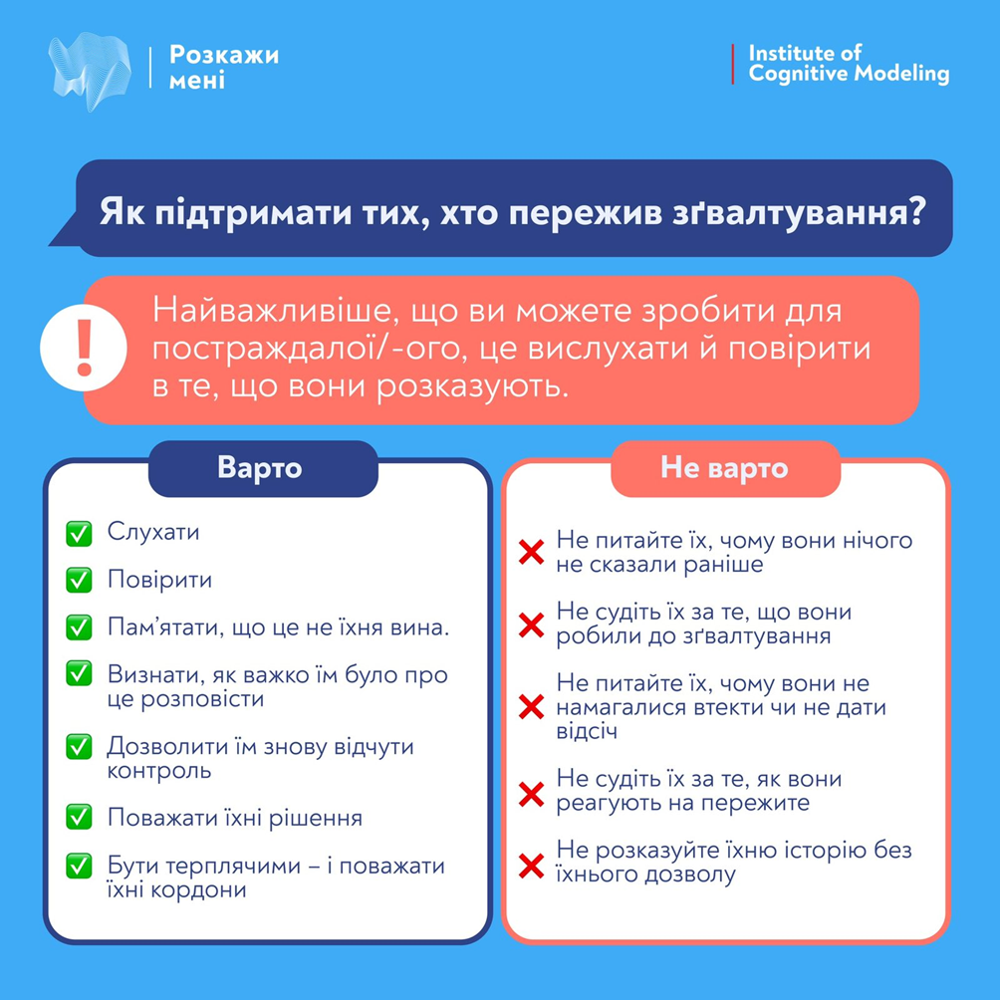 Розкажи
мені
Institute of
Cognitive Modeling
Як підтримати тих, хто пережив зґвалтування?
!
Найважливіше, що ви можете зробити для
постраждалої/-ого, це вислухати й повірити
в те, що вони розказують.
Варто
Слухати
Повірити
Пам’ятати, що це не їхня вина.
Визнати, як важко їм було про
це розповісти
Дозволити їм знову відчути
контроль
Поважати їхні рішення
Бути терплячими – і поважати
їхні кордони
Не варто
Не питайте їх, чому вони нічого
не сказали раніше
Не судіть їх за те, що вони
робили до зґвалтування
Не питайте їх, чому вони не
намагалися втекти чи не дати
відсіч
Не судіть їх за те, як вони
реагують на пережите
Не розказуйте їхню історію без
їхнього дозволу